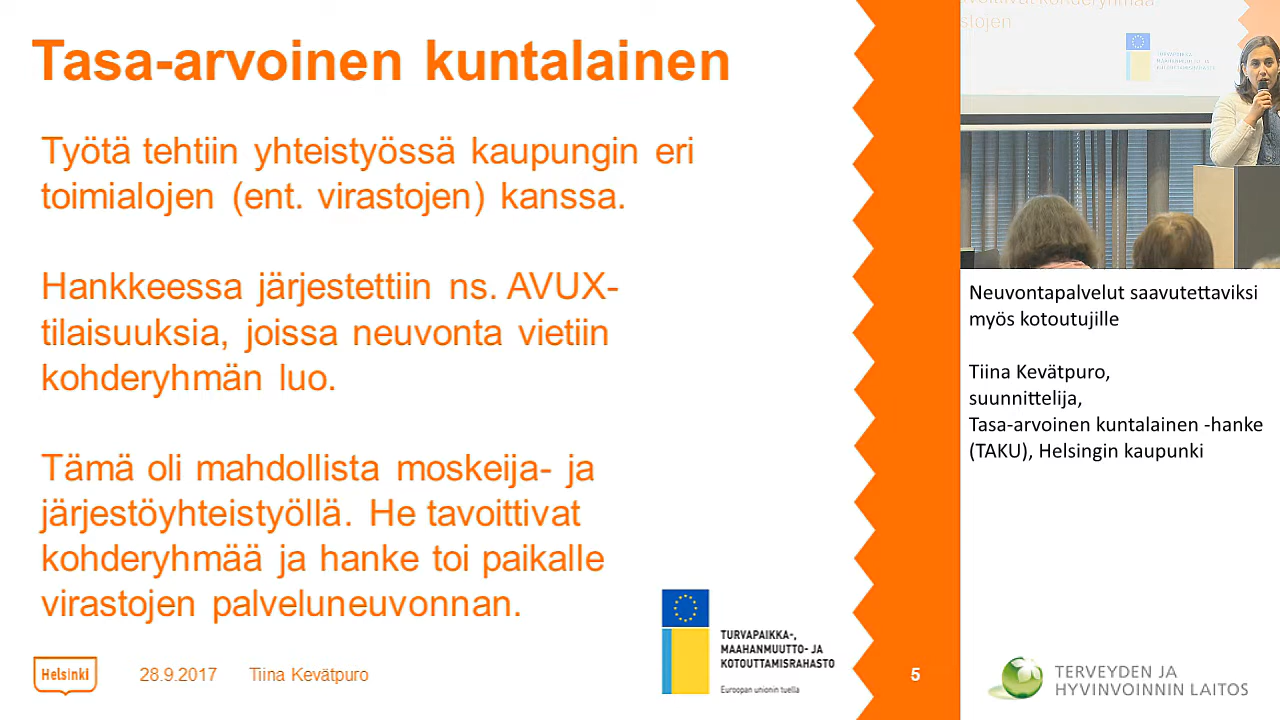 Tasa-arvoinen kuntalainen
Työtä tehtiin yhteistyössä kaupungin eri
toimialojen (ent. virastojen) kanssa.
Hankkeessa järjestettiin ns. AVUX-
tilaisuuksia, joissa neuvonta vietiin
kohderyhmän luo.
Tämä oli mahdollista moskeija- ja
järjestöyhteistyöllä. He tavoittivat
kohderyhmää ja hanke toi paikalle
virastojen palveluneuvonnan.
Helsinki
28.9.2017 Tiina Kevätpuro
TURVAPAIKKA-,
MAAHANMUUTTO- JA
KOTOUTTAMISRAHASTO
Euroopan unionin tuella
5
kohderyhmää
stojen
Neuvontapalvelut saavutettaviksi
myös kotoutujille
Tiina Kevätpuro,
suunnittelija,
Tasa-arvoinen kuntalainen -hanke
(TAKU), Helsingin kaupunki
TERVEYDEN JA
HYVINVOINNIN LAITOS